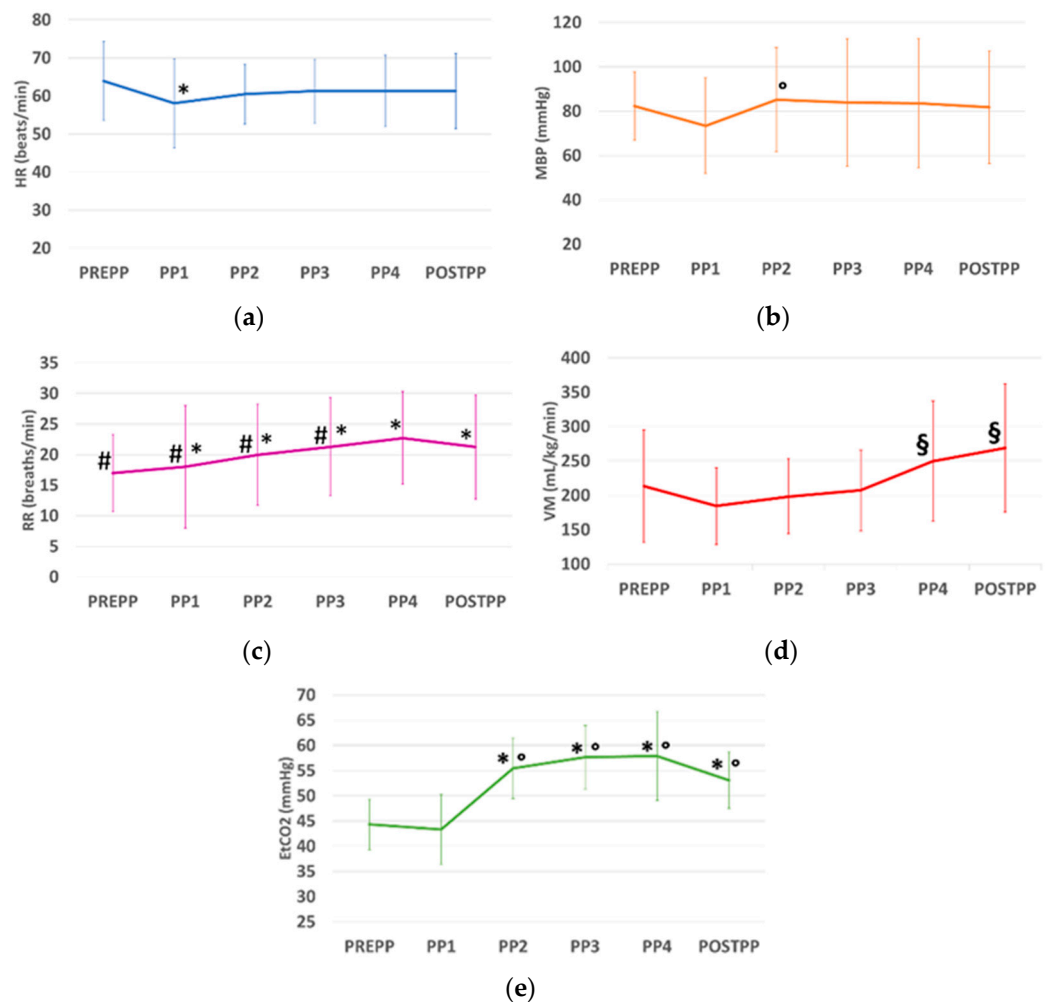 80
70
60
50
40
30
20
HR (beats/min)
*
PREPP PP1 PP2 PP3 PP4 POSTPP
(a)
120
100
80
60
40
20
MBP (mmHg)
°
PREPP PP1 PP2 PP3 PP4 POSTPP
(b)
35
30
25
20
15
10
5
0
RR (breaths/min)
# # * # * # * * *
PREPP PP1 PP2 PP3 PP4 POSTPP
(c)
400
350
300
250
200
150
100
VM (mL/kg/min)
§ §
PREPP PP1 PP2 PP3 PP4 POSTPP
(d)
70
65
60
55
50
45
40
35
30
25
EtCO2 (mmHg)
*° *° *° *°
PREPP PP1 PP2 PP3 PP4 POSTPP
(e)